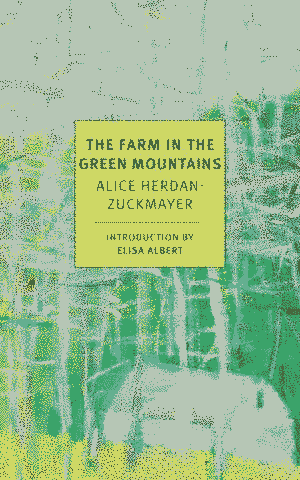 THE FARM IN THE
GREEN MOUNTAINS
ALICE HERDAN-
ZUCKMAYER
INTRODUCTION BY
ELISA ALBERT